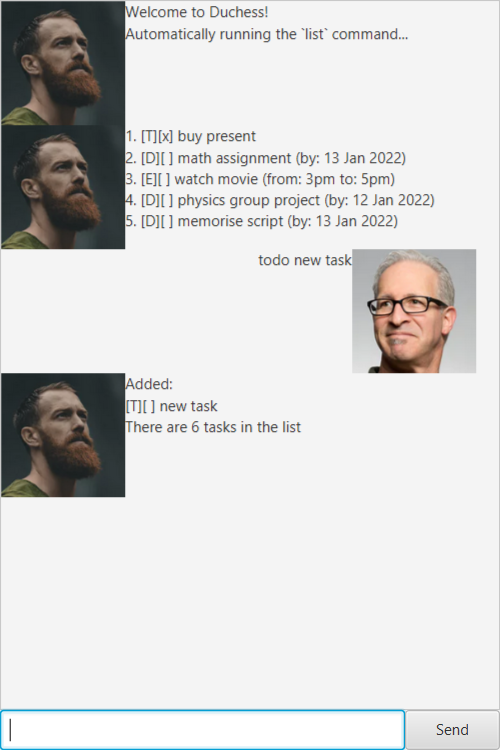 Welcome to Duchess!
Automatically running the `list` command...
1. [T][x] buy present
2. [D][ ] math assignment (by: 13 Jan 2022)
3. [E][ ] watch movie (from: 3pm to: 5pm)
4. [D][ ] physics group project (by: 12 Jan 2022)
5. [D][ ] memorise script (by: 13 Jan 2022)
todo new task
Added:
[T][ ] new task
There are 6 tasks in the list
Send